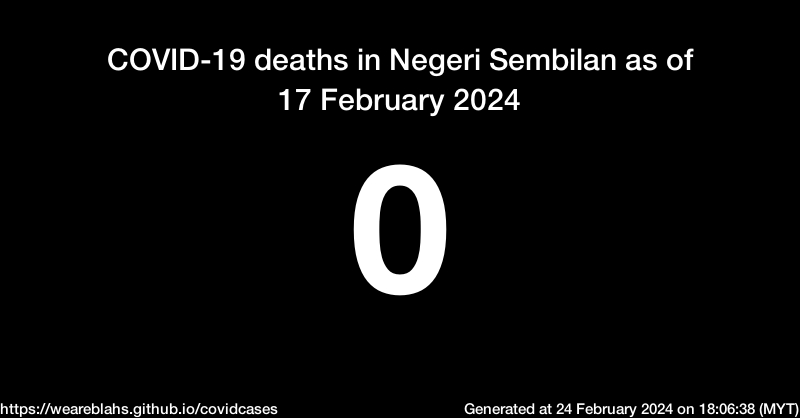 COVID-19 deaths in Negeri Sembilan as of
17 February 2024
0
https://weareblahs.github.io/covidcases
Generated at 24 February 2024 on 18:06:38 (MYT)